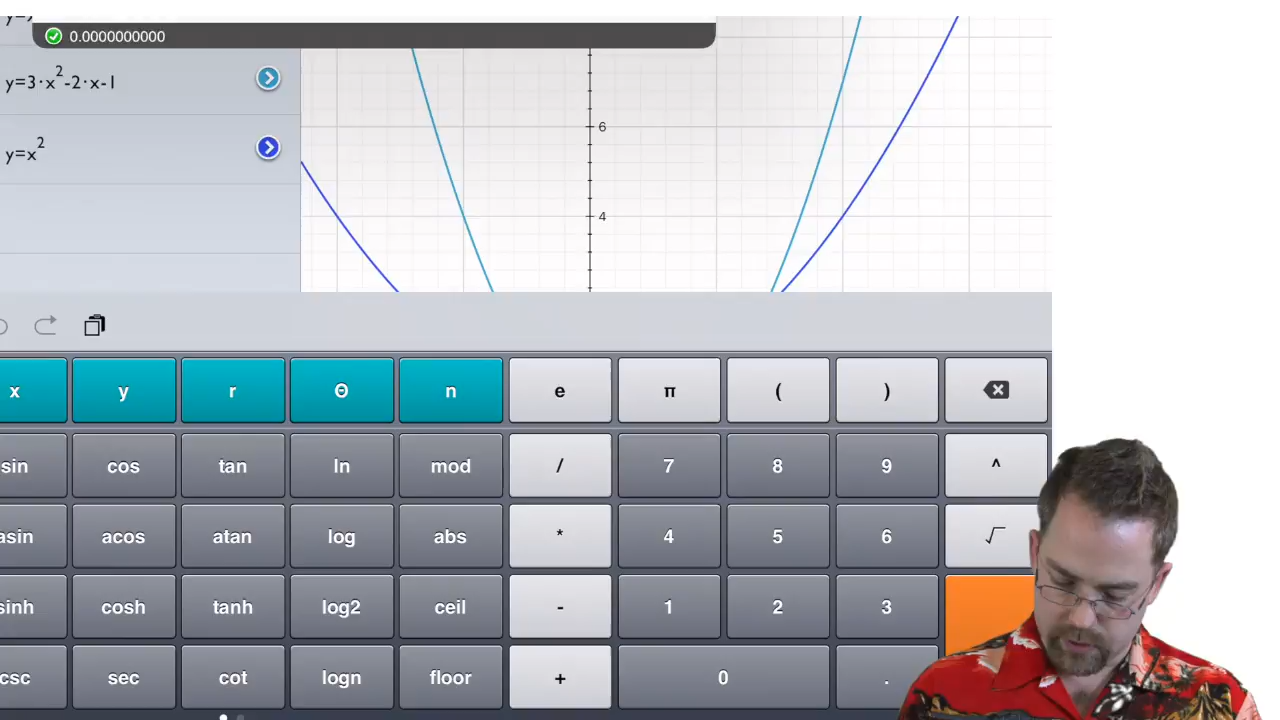 y=
0.0000000000
y=3·x²-2·x-1
y=x²
6
4
x y r Θ n e π ( )
sin cos tan ln mod / 7 8 9 ^
asin acos atan log abs * 4 5 6 √
sinh cosh tanh log2 ceil - 1 2 3
csc sec cot logn floor + 0 .